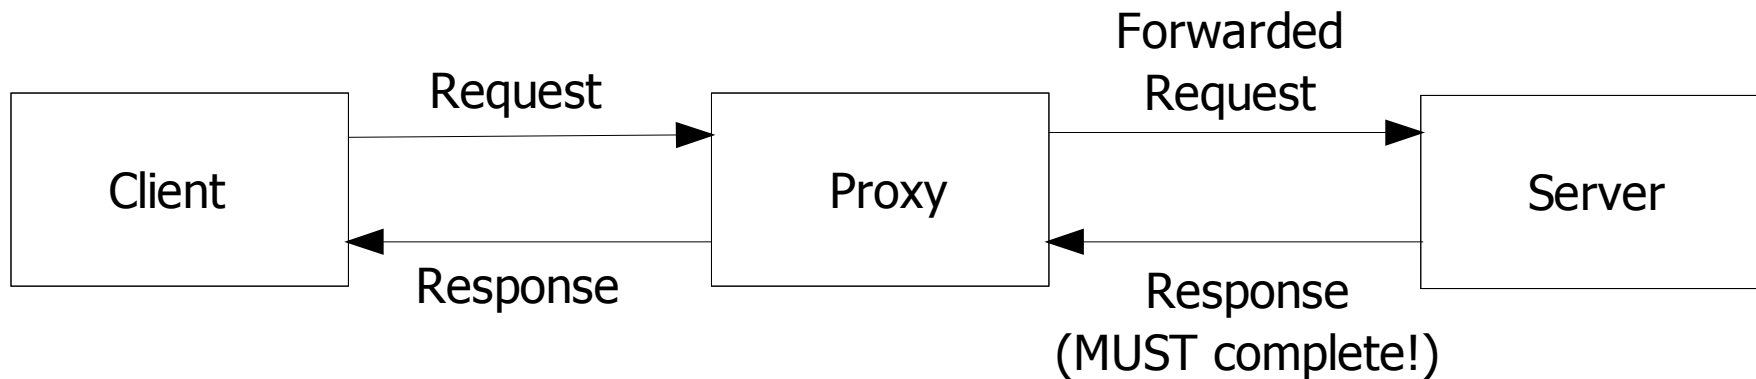 Forwarded
Request
Request
Client
Proxy
Server
Response
Response
(MUST complete!)